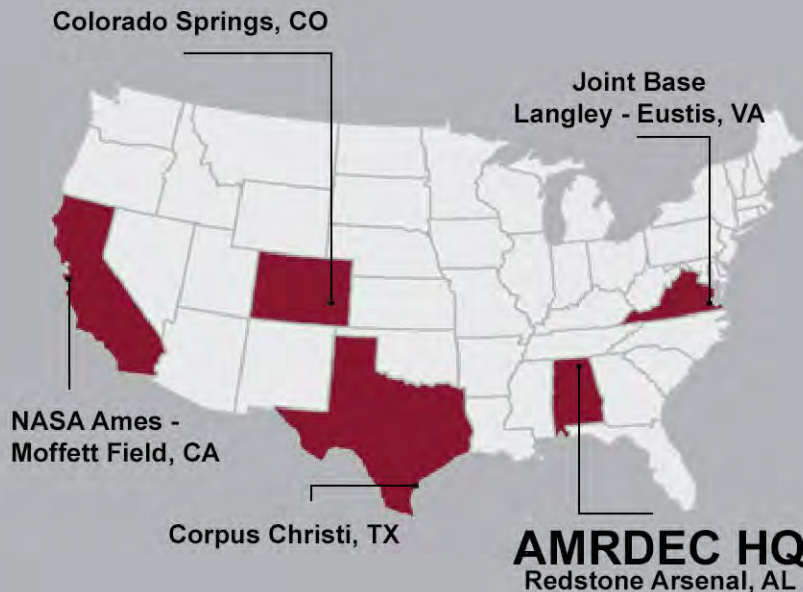 Colorado Springs, CO
Joint Base
Langley - Eustis, VA
NASA Ames -
Moffett Field, CA
Corpus Christi, TX
AMRDEC HQ
Redstone Arsenal, AL